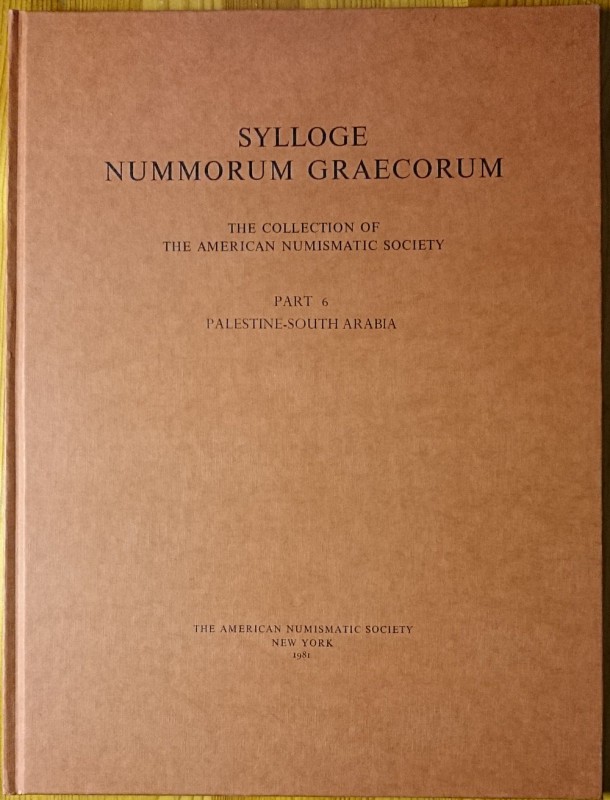 SYLLOGE
NUMMORUM GRAECORUM
THE COLLECTION OF
THE AMERICAN NUMISMATIC SOCIETY
PART 6
PALESTINE-SOUTH ARABIA
THE AMERICAN NUMISMATIC SOCIETY
NEW YORK
1981